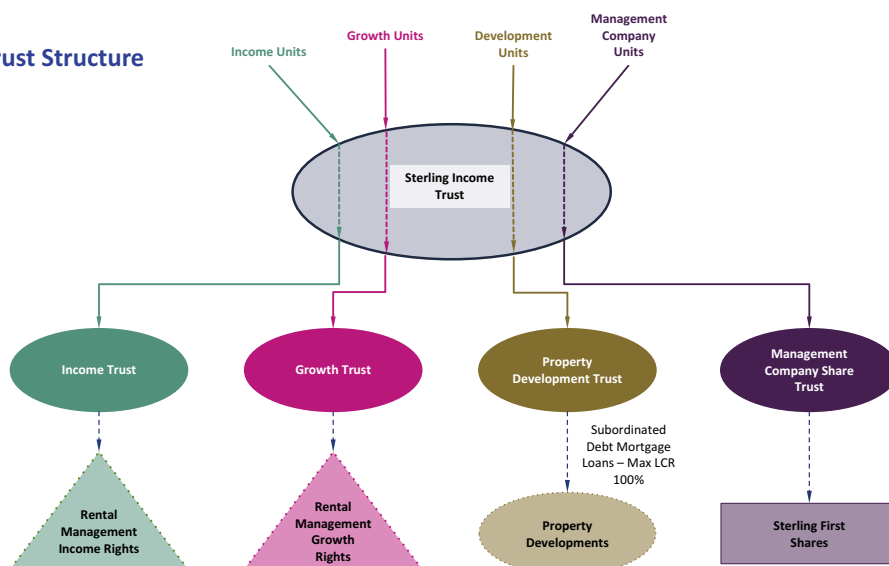 rust Structure
Income Units
Growth Units
Development
Units
Management
Company
Units
Sterling Income
Trust
Income Trust
Growth Trust
Property
Development Trust
Management
Company Share
Trust
Subordinated
Debt Mortgage
Loans – Max LCR
100%
Rental
Management
Income Rights
Rental
Management
Growth
Rights
Property
Developments
Sterling First
Shares